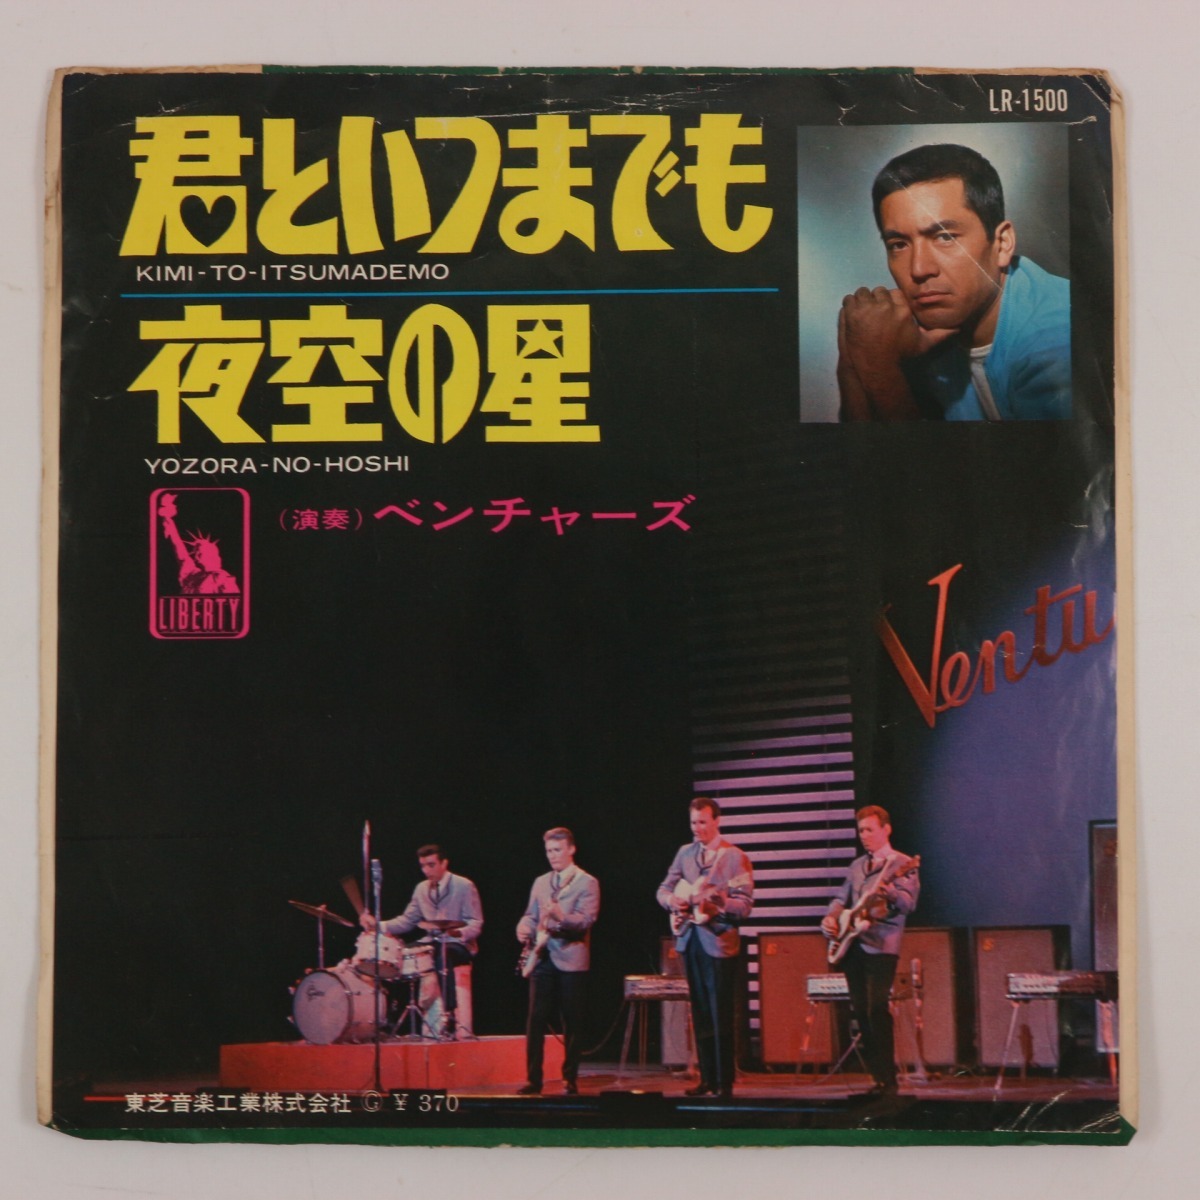 LR-1500
君といつまでも
KIMI-TO-ITSUMADEMO
夜空の星
YOZORA-NO-HOSHI
(演奏) ベンチャーズ
LIBERTY
Ventu
東芝音楽工業株式会社 Ⓒ ¥ 370